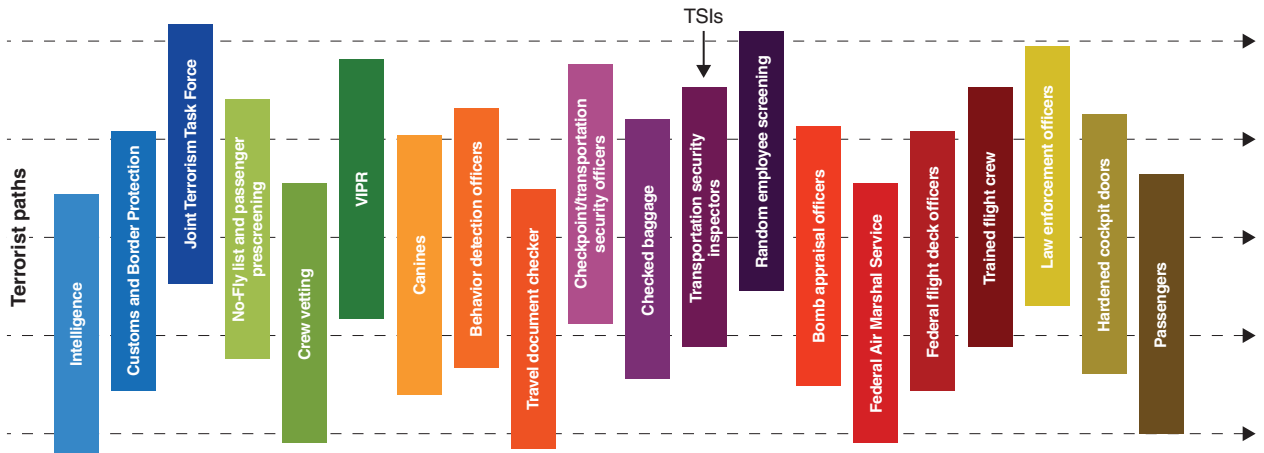 TSIs
Terrorist paths
Intelligence
Customs and Border Protection
Joint Terrorism Task Force
No-Fly list and passenger
prescreening
Crew vetting
VIPR
Canines
Behavior detection officers
Travel document checker
Checkpoint/transportation
security officers
Checked baggage
Transportation security
inspectors
Random employee screening
Bomb appraisal officers
Federal Air Marshal Service
Federal flight deck officers
Trained flight crew
Law enforcement officers
Hardened cockpit doors
Passengers